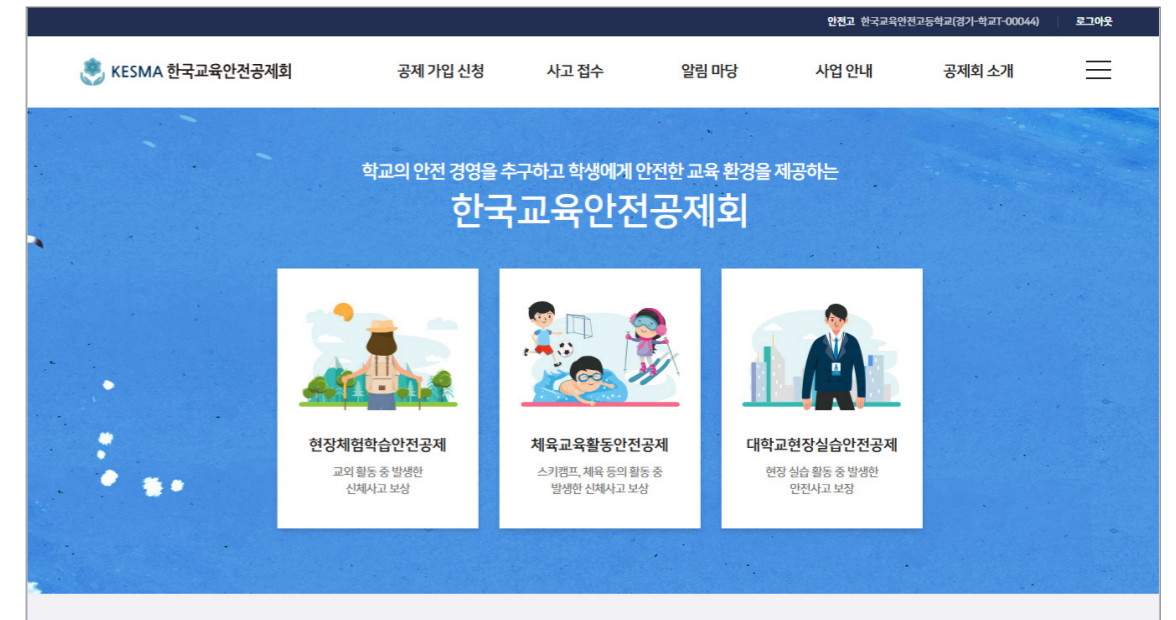 안전고 한국교육안전고등학교(경기-학교T-00044) 로그아웃
KESMA 한국교육안전공제회 공제 가입 신청 사고 접수 알림 마당 사업 안내 공제회 소개
학교의 안전 경영을 추구하고 학생에게 안전한 교육 환경을 제공하는
한국교육안전공제회
현장체험학습안전공제
교외 활동 중 발생한
신체사고 보상
체육교육활동안전공제
스키캠프, 체육 등의 활동 중
발생한 신체사고 보상
대학교현장실습안전공제
현장 실습 활동 중 발생한
안전사고 보장